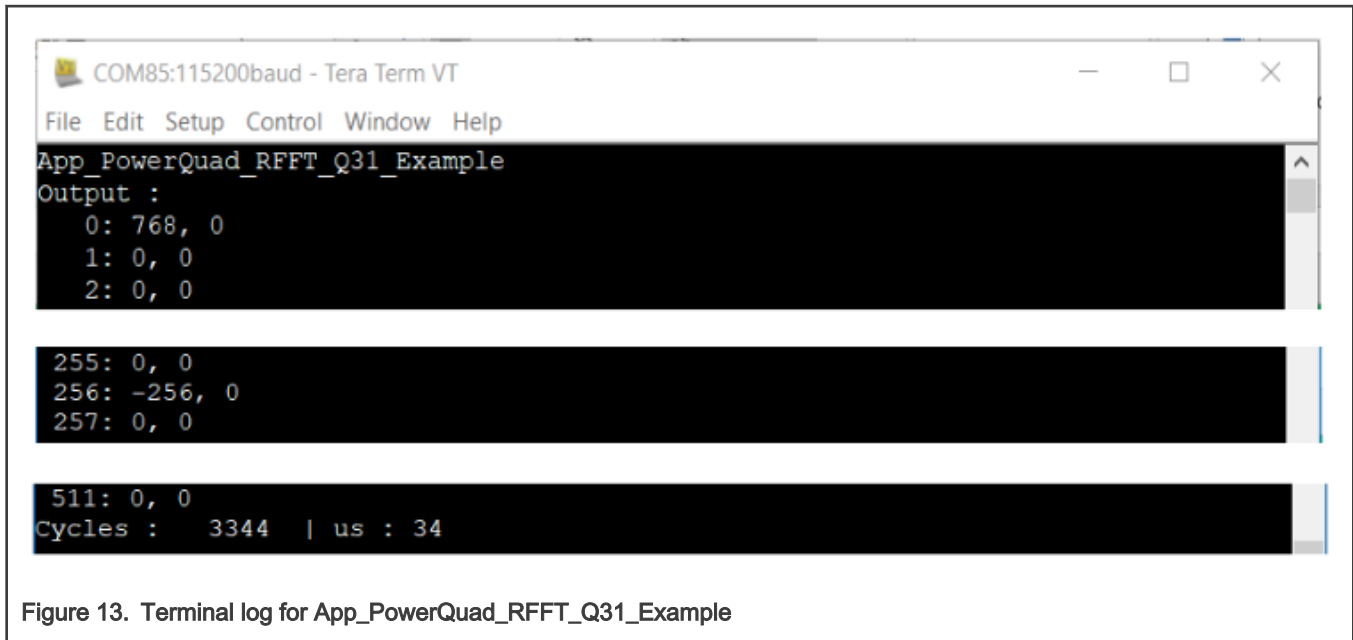 COM85:115200baud - Tera Term VT
File Edit Setup Control Window Help
App_PowerQuad_RFFT_Q31_Example
Output :
0: 768, 0
1: 0, 0
2: 0, 0
255: 0, 0
256: -256, 0
257: 0, 0
511: 0, 0
Cycles : 3344 | us : 34
Figure 13. Terminal log for App_PowerQuad_RFFT_Q31_Example